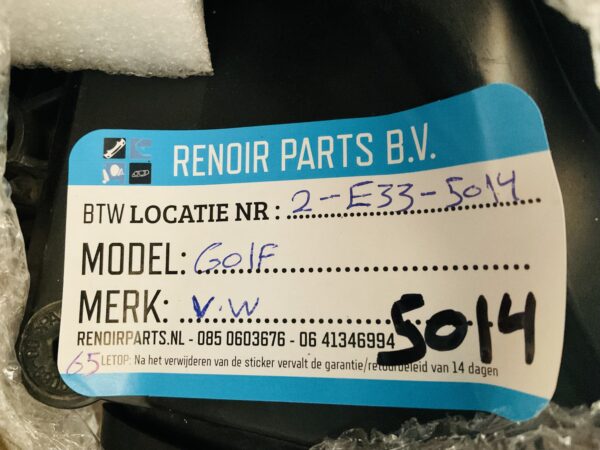 RENOIR PARTS B.V.
BTW LOCATIE NR : 2-E33-5014
MODEL: Golf
MERK: V.W
RENOIRPARTS.NL - 085 0603676 - 06 41346994
5014
65 LETOP: Na het verwijderen van de sticker vervalt de garantie/retourbeleid van 14 dagen